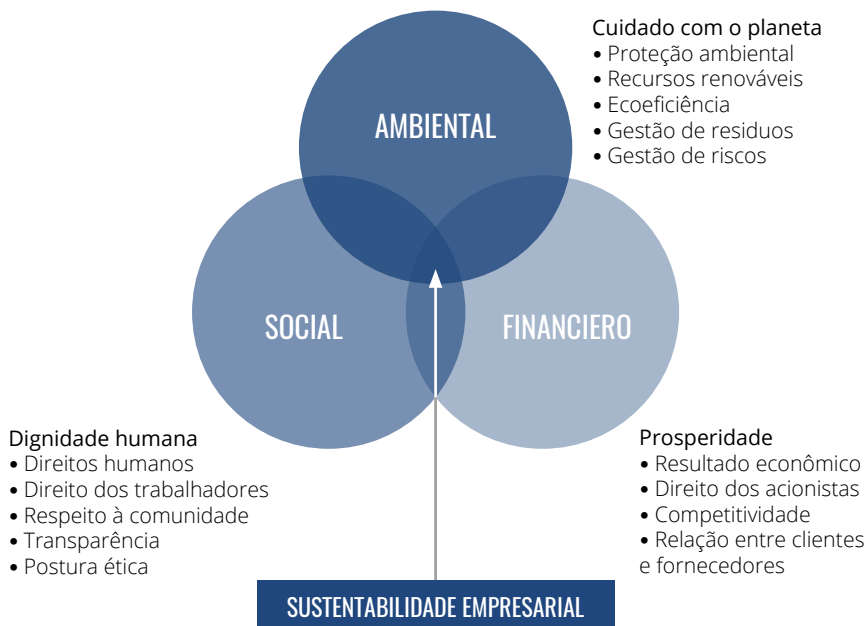 Cuidado com o planeta
• Proteção ambiental
• Recursos renováveis
• Ecoeficiência
• Gestão de residuos
• Gestão de riscos
AMBIENTAL
SOCIAL
FINANCIERO
Dignidade humana
• Direitos humanos
• Direito dos trabalhadores
• Respeito à comunidade
• Transparência
• Postura ética
Prosperidade
• Resultado econômico
• Direito dos acionistas
• Competitividade
• Relação entre clientes
e fornecedores
SUSTENTABILIDADE EMPRESARIAL